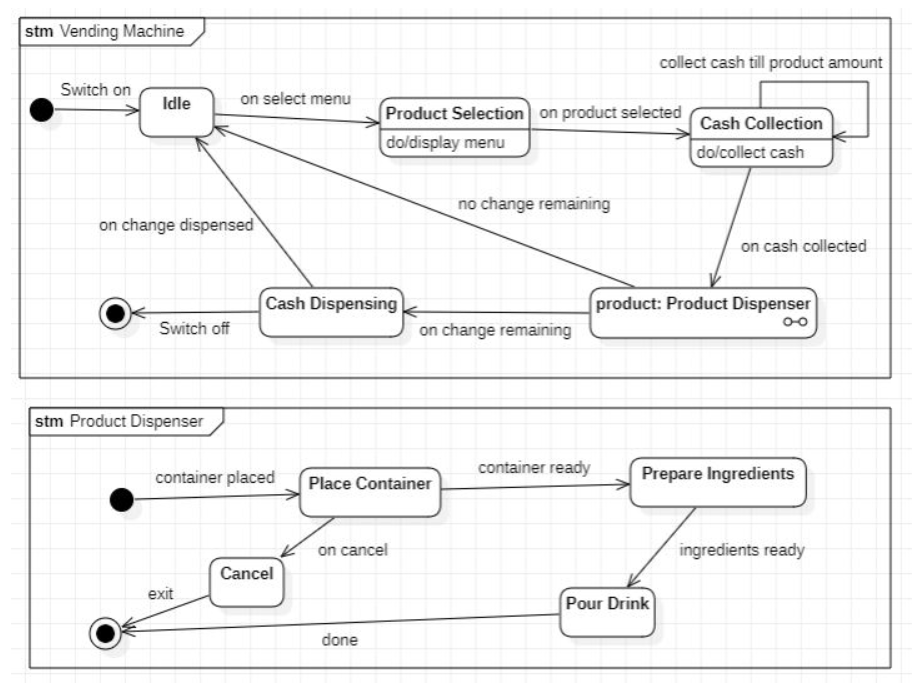 stm Vending Machine
collect cash till product amount
Switch on
Idle
on select menu
Product Selection
do/display menu
on product selected
Cash Collection
do/collect cash
no change remaining
on change dispensed
on cash collected
Cash Dispensing
product: Product Dispenser
Switch off
on change remaining
stm Product Dispenser
container placed
Place Container
container ready
Prepare Ingredients
on cancel
ingredients ready
Cancel
exit
Pour Drink
done